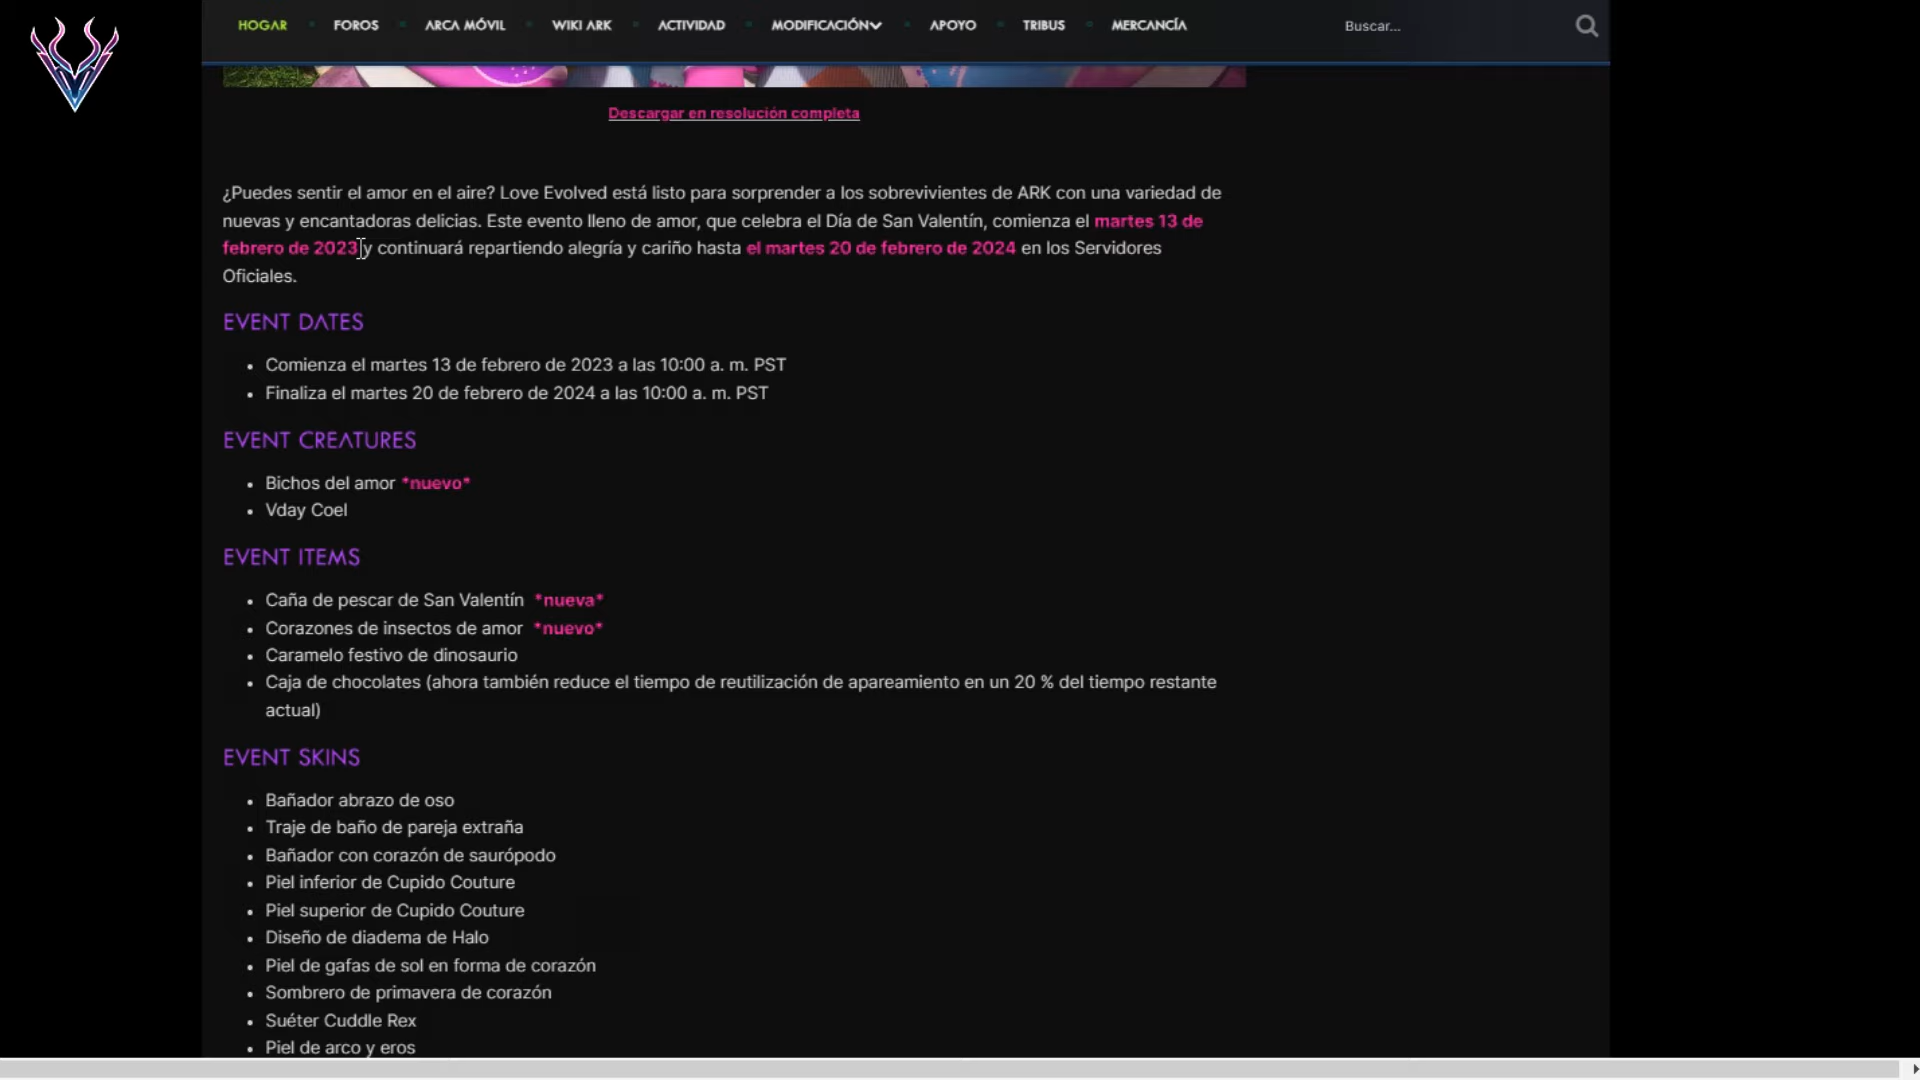 HOGAR FOROS ARCA MÓVIL WIKI ARK ACTIVIDAD MODIFICACIÓN APOYO TRIBUS MERCANCÍA Buscar...
Descargar en resolución completa
¿Puedes sentir el amor en el aire? Love Evolved está listo para sorprender a los sobrevivientes de ARK con una variedad de
nuevas y encantadoras delicias. Este evento lleno de amor, que celebra el Día de San Valentín, comienza el martes 13 de
febrero de 2023 y continuará repartiendo alegría y cariño hasta el martes 20 de febrero de 2024 en los Servidores
Oficiales.
EVENT DATES
• Comienza el martes 13 de febrero de 2023 a las 10:00 a. m. PST
• Finaliza el martes 20 de febrero de 2024 a las 10:00 a. m. PST
EVENT CREATURES
• Bichos del amor *nuevo*
• Vday Coel
EVENT ITEMS
• Caña de pescar de San Valentín *nueva*
• Corazones de insectos de amor *nuevo*
• Caramelo festivo de dinosaurio
• Caja de chocolates (ahora también reduce el tiempo de reutilización de apareamiento en un 20 % del tiempo restante
actual)
EVENT SKINS
• Bañador abrazo de oso
• Traje de baño de pareja extraña
• Bañador con corazón de saurópodo
• Piel inferior de Cupido Couture
• Piel superior de Cupido Couture
• Diseño de diadema de Halo
• Piel de gafas de sol en forma de corazón
• Sombrero de primavera de corazón
• Suéter Cuddle Rex
• Piel de arco y eros